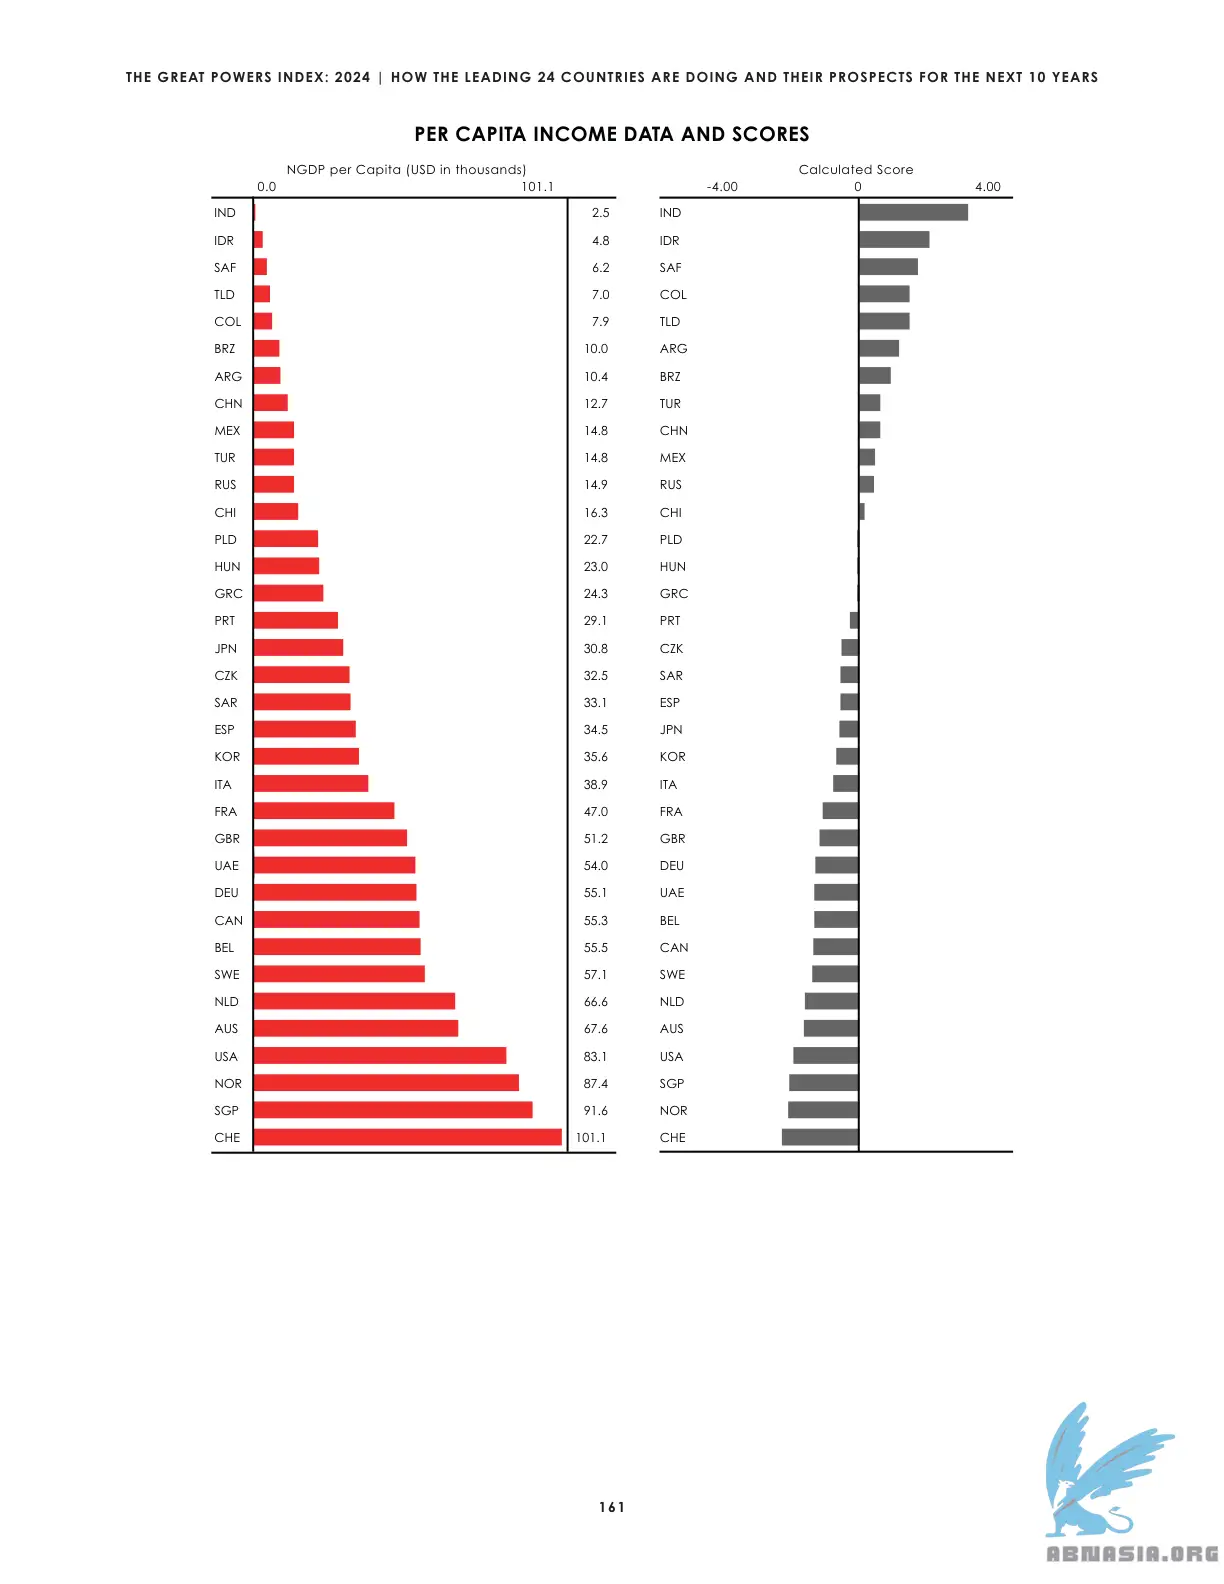 THE GREAT POWERS INDEX: 2024 | HOW THE LEADING 24 COUNTRIES ARE DOING AND THEIR PROSPECTS FOR THE NEXT 10 YEARS
PER CAPITA INCOME DATA AND SCORES
NGDP per Capita (USD in thousands)
0.0 101.1
IND 2.5
IDR 4.8
SAF 6.2
TLD 7.0
COL 7.9
BRZ 10.0
ARG 10.4
CHN 12.7
MEX 14.8
TUR 14.8
RUS 14.9
CHI 16.3
PLD 22.7
HUN 23.0
GRC 24.3
PRT 29.1
JPN 30.8
CZK 32.5
SAR 33.1
ESP 34.5
KOR 35.6
ITA 38.9
FRA 47.0
GBR 51.2
UAE 54.0
DEU 55.1
CAN 55.3
BEL 55.5
SWE 57.1
NLD 66.6
AUS 67.6
USA 83.1
NOR 87.4
SGP 91.6
CHE 101.1
Calculated Score
-4.00 0 4.00
IND
IDR
SAF
COL
TLD
ARG
BRZ
TUR
CHN
MEX
RUS
CHI
PLD
HUN
GRC
PRT
CZK
SAR
ESP
JPN
KOR
ITA
FRA
GBR
DEU
UAE
BEL
CAN
SWE
NLD
AUS
USA
SGP
NOR
CHE
161
ABNASIA.ORG